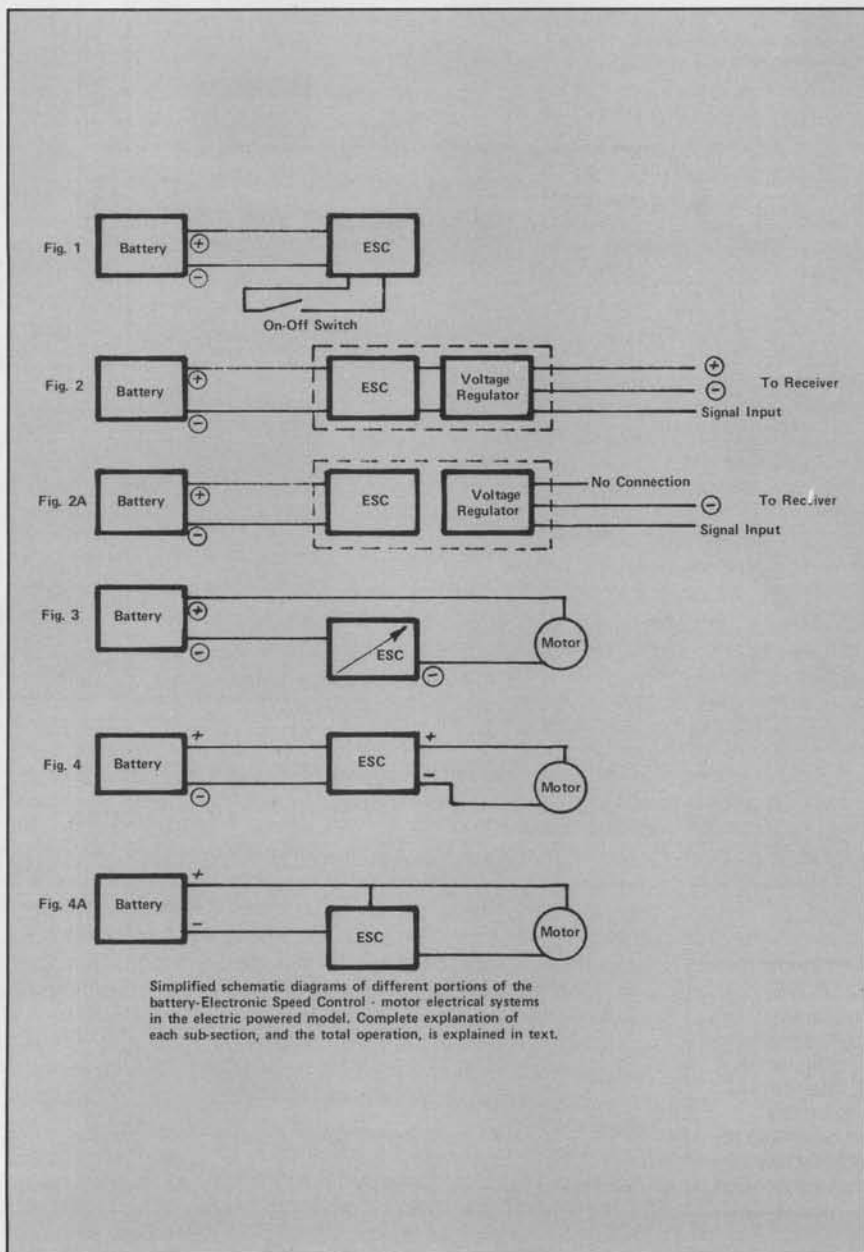 Fig. 1
Battery
+
−
ESC
On-Off Switch
Fig. 2
Battery
+
−
ESC
Voltage
Regulator
+
−
To Receiver
Signal Input
Fig. 2A
Battery
+
−
ESC
Voltage
Regulator
No Connection
−
To Receiver
Signal Input
Fig. 3
Battery
+
−
ESC
−
Motor
Fig. 4
Battery
+
−
ESC
+
−
Motor
Fig. 4A
Battery
+
−
ESC
Motor
Simplified schematic diagrams of different portions of the
battery-Electronic Speed Control - motor electrical systems
in the electric powered model. Complete explanation of
each sub-section, and the total operation, is explained in text.